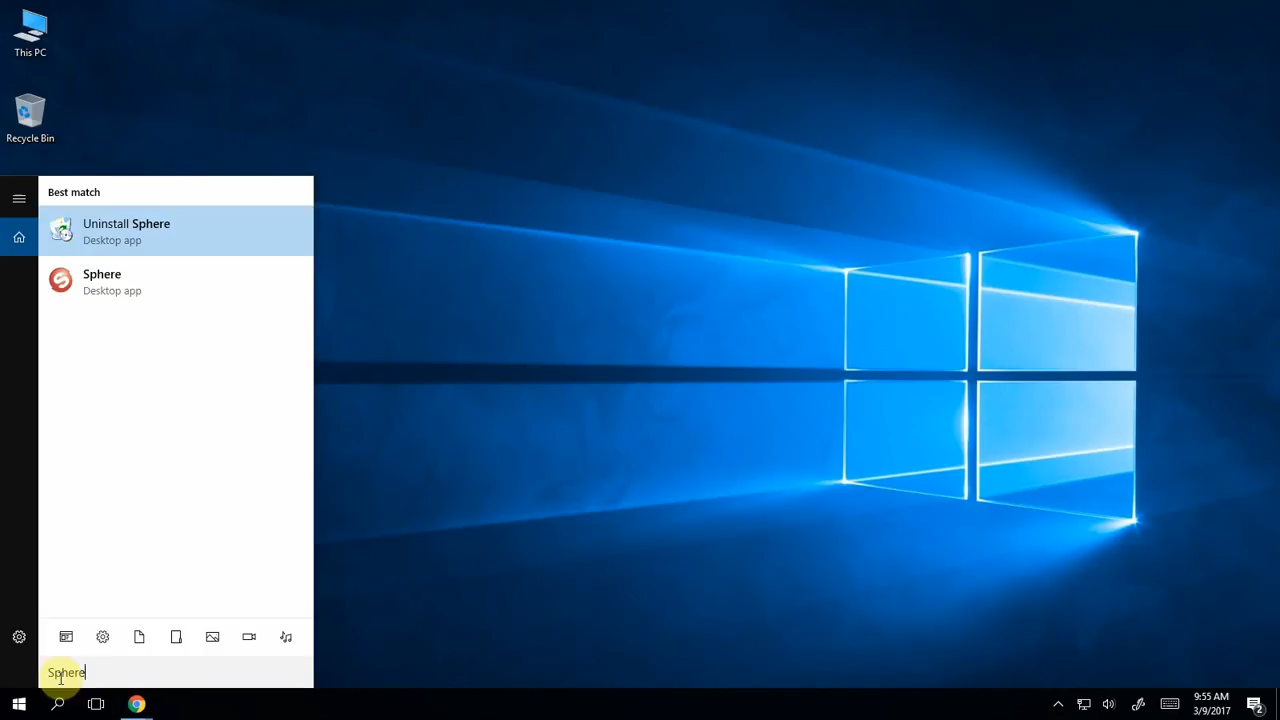 This PC
Recycle Bin
Best match
Uninstall Sphere
Desktop app
Sphere
Desktop app
Sphere
9:55 AM
3/9/2017
2